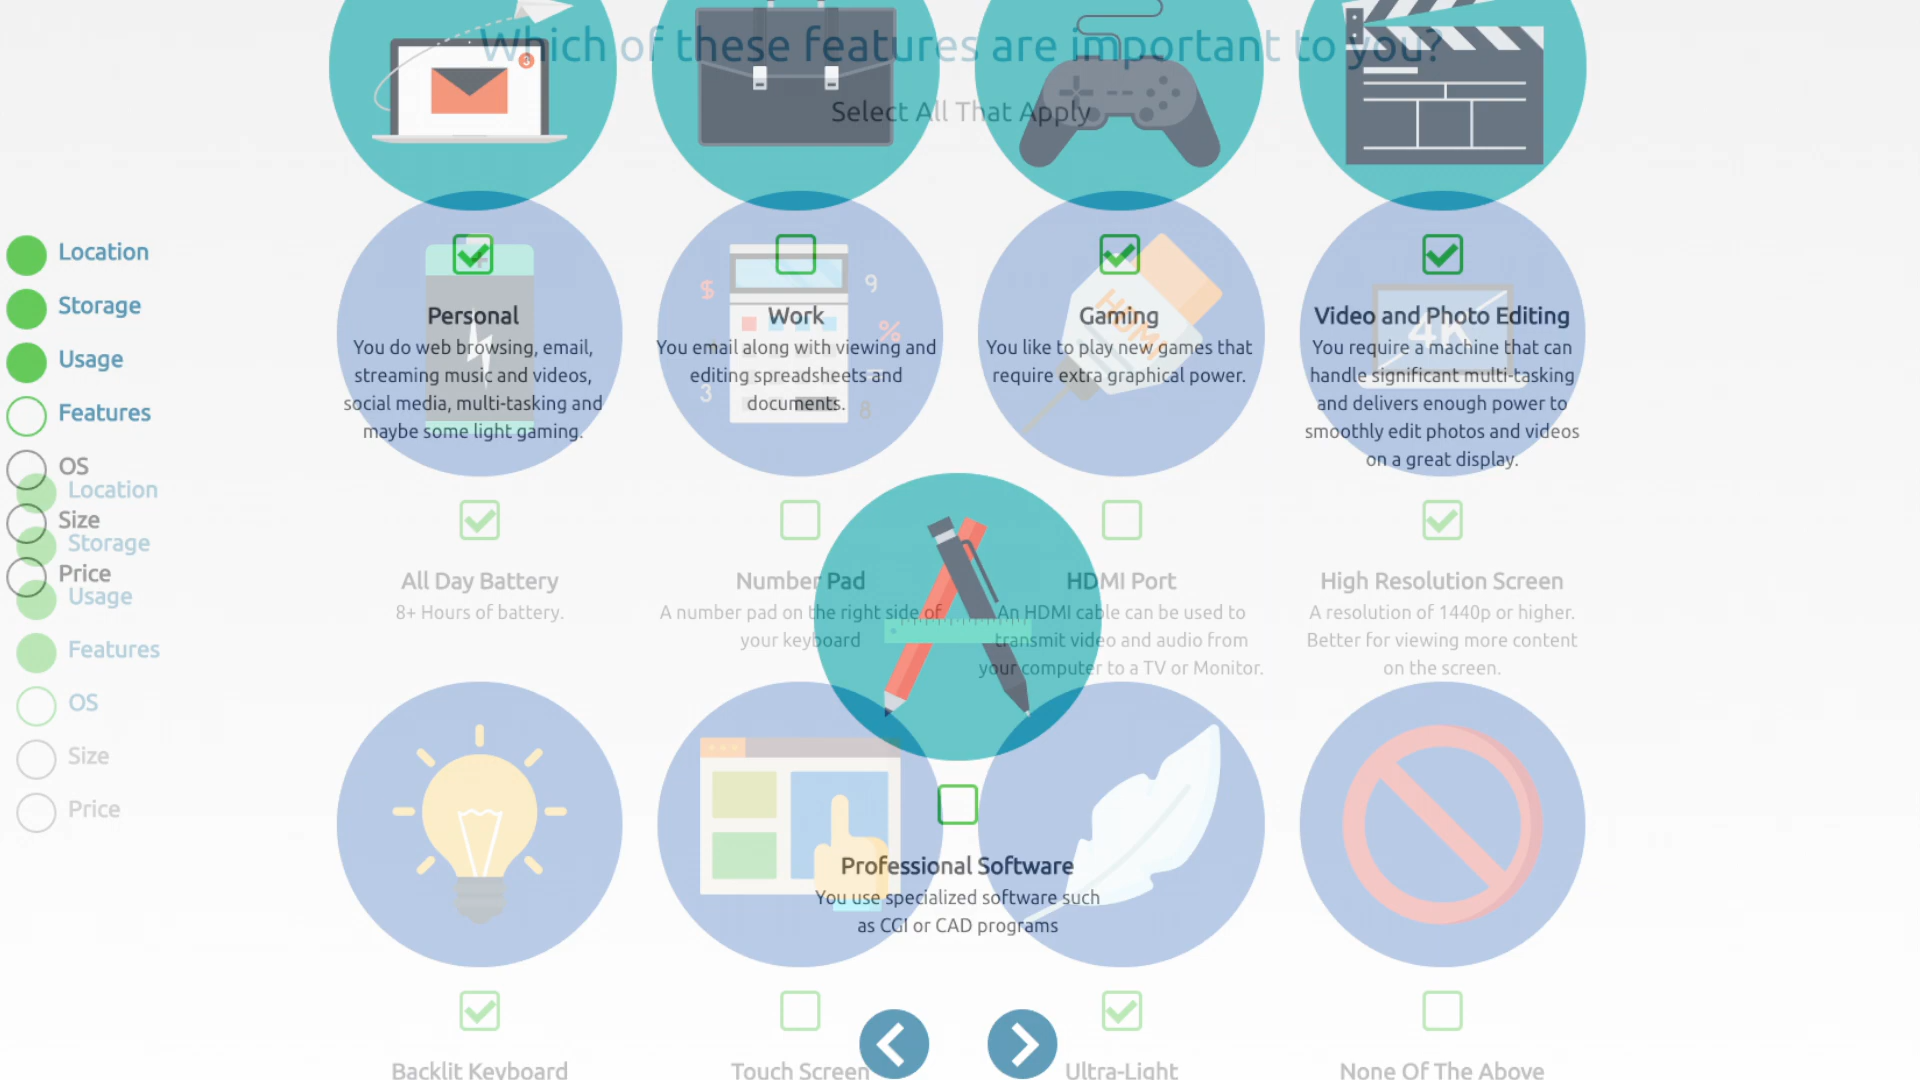 Which of these features are important to you?
Select All That Apply
Location
Storage
Usage
Features
OS
Size
Price
Location
Storage
Usage
Features
OS
Size
Price
Personal
You do web browsing, email,
streaming music and videos,
social media, multi-tasking and
maybe some light gaming.
Work
You email along with viewing and
editing spreadsheets and
documents.
$
9
%
3
8
Gaming
You like to play new games that
require extra graphical power.
HDMI
Video and Photo Editing
You require a machine that can
handle significant multi-tasking
and delivers enough power to
smoothly edit photos and videos
on a great display.
4K
All Day Battery
8+ Hours of battery.
Number Pad
A number pad on the right side of
your keyboard
HDMI Port
An HDMI cable can be used to
transmit video and audio from
your computer to a TV or Monitor.
High Resolution Screen
A resolution of 1440p or higher.
Better for viewing more content
on the screen.
Professional Software
You use specialized software such
as CGI or CAD programs
Backlit Keyboard
Touch Screen
Ultra-Light
None Of The Above